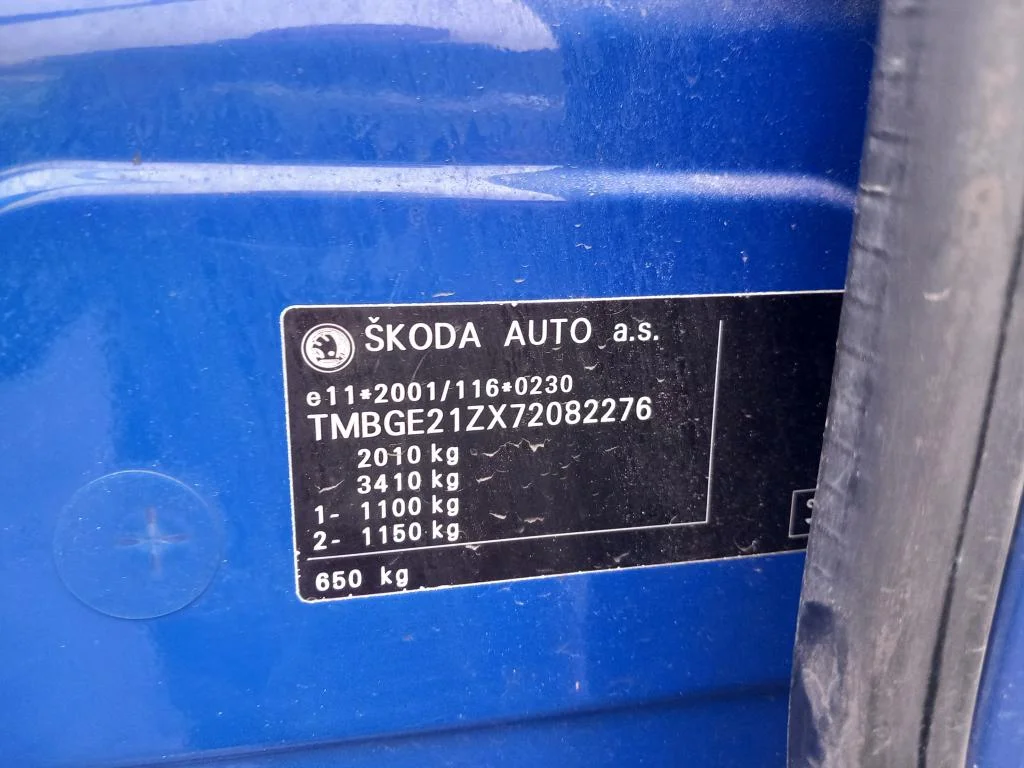 ŠKODA AUTO a.s.
e11*2001/116*0230
TMBGE21ZX72082276
2010 kg
3410 kg
1- 1100 kg
2- 1150 kg
650 kg